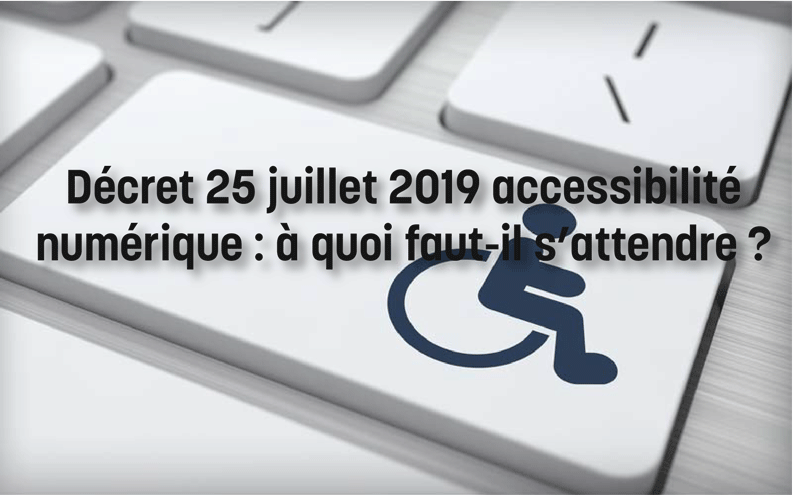 Décret 25 juillet 2019 accessibilité
numérique : à quoi faut-il s’attendre ?